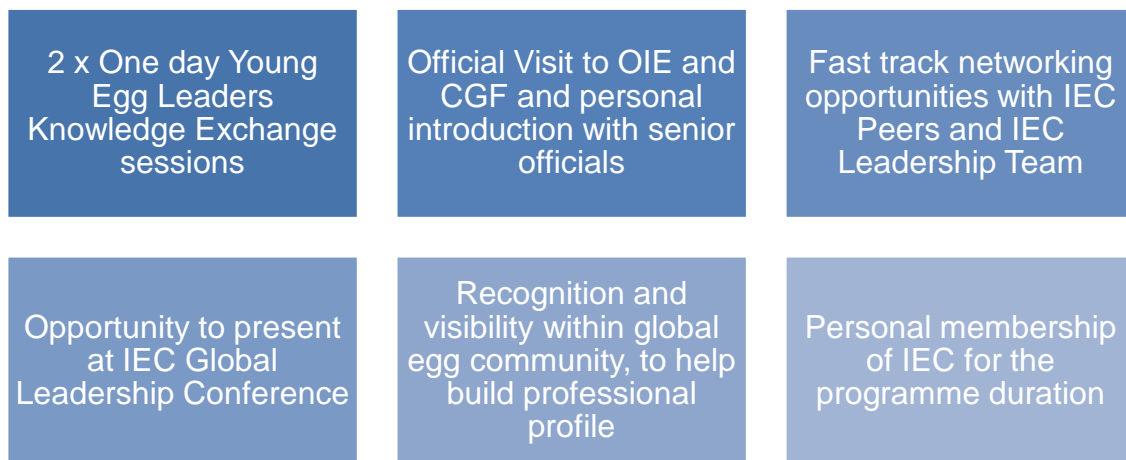 2 x One day Young
Egg Leaders
Knowledge Exchange
sessions
Official Visit to OIE and
CGF and personal
introduction with senior
officials
Fast track networking
opportunities with IEC
Peers and IEC
Leadership Team
Opportunity to present
at IEC Global
Leadership Conference
Recognition and
visibility within global
egg community, to help
build professional
profile
Personal membership
of IEC for the
programme duration